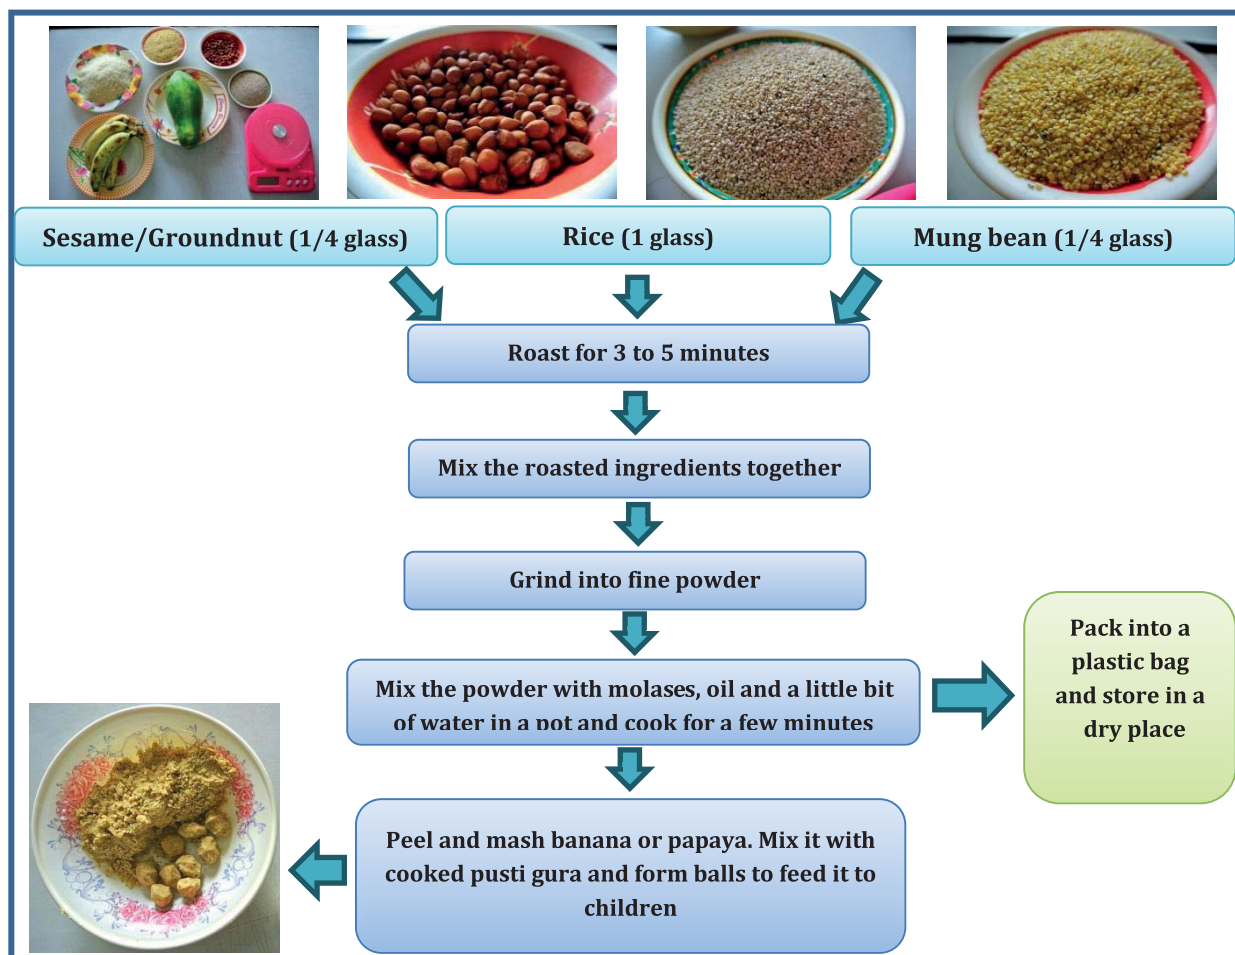 Sesame/Groundnut (1/4 glass)
Rice (1 glass)
Mung bean (1/4 glass)
Roast for 3 to 5 minutes
Mix the roasted ingredients together
Grind into fine powder
Mix the powder with molases, oil and a little bit
of water in a pot and cook for a few minutes
Pack into a
plastic bag
and store in a
dry place
Peel and mash banana or papaya. Mix it with
cooked pusti gura and form balls to feed it to
children